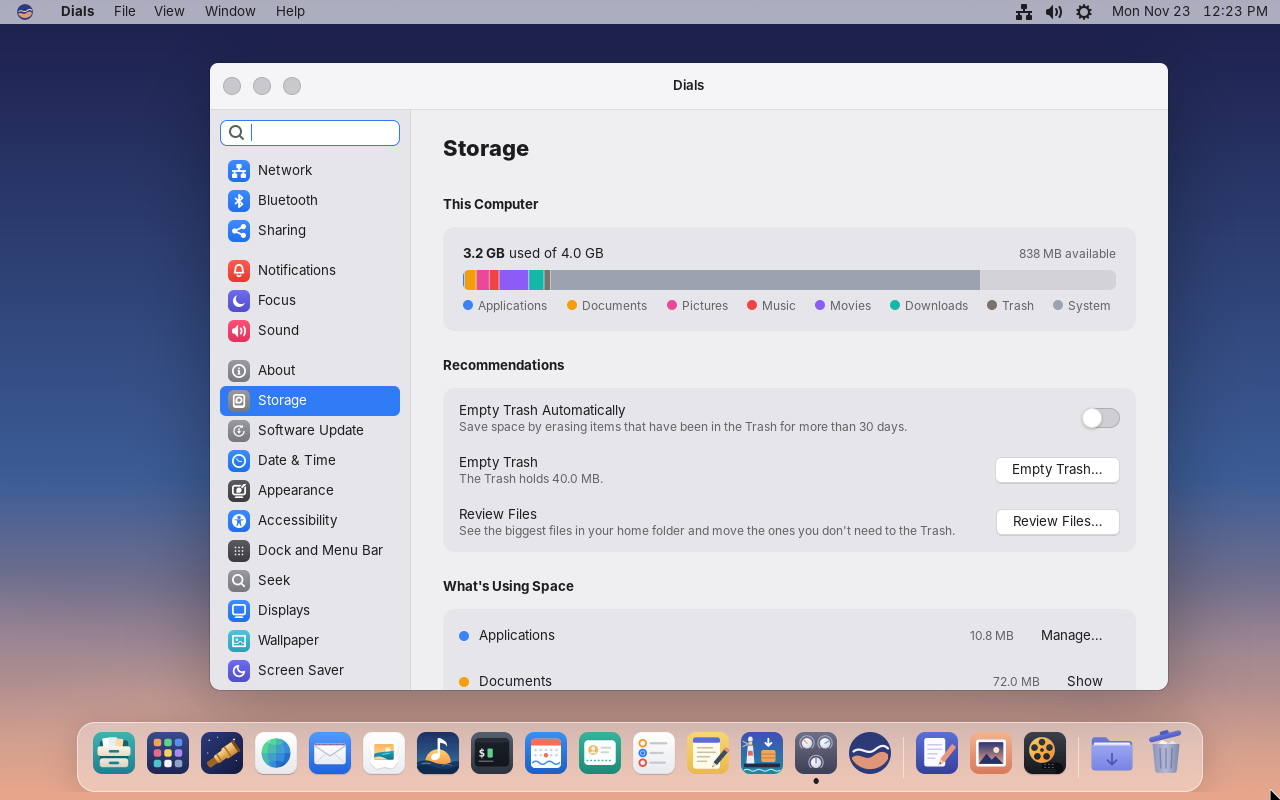 Dials File View Window Help Mon Nov 23 12:23 PM
Dials
Network
Bluetooth
Sharing
Notifications
Focus
Sound
About
Storage
Software Update
Date & Time
Appearance
Accessibility
Dock and Menu Bar
Seek
Displays
Wallpaper
Screen Saver
Storage
This Computer
3.2 GB used of 4.0 GB 838 MB available
Applications Documents Pictures Music Movies Downloads Trash System
Recommendations
Empty Trash Automatically
Save space by erasing items that have been in the Trash for more than 30 days.
Empty Trash
The Trash holds 40.0 MB.
Empty Trash...
Review Files
See the biggest files in your home folder and move the ones you don't need to the Trash.
Review Files...
What's Using Space
Applications 10.8 MB Manage...
Documents 72.0 MB Show
$